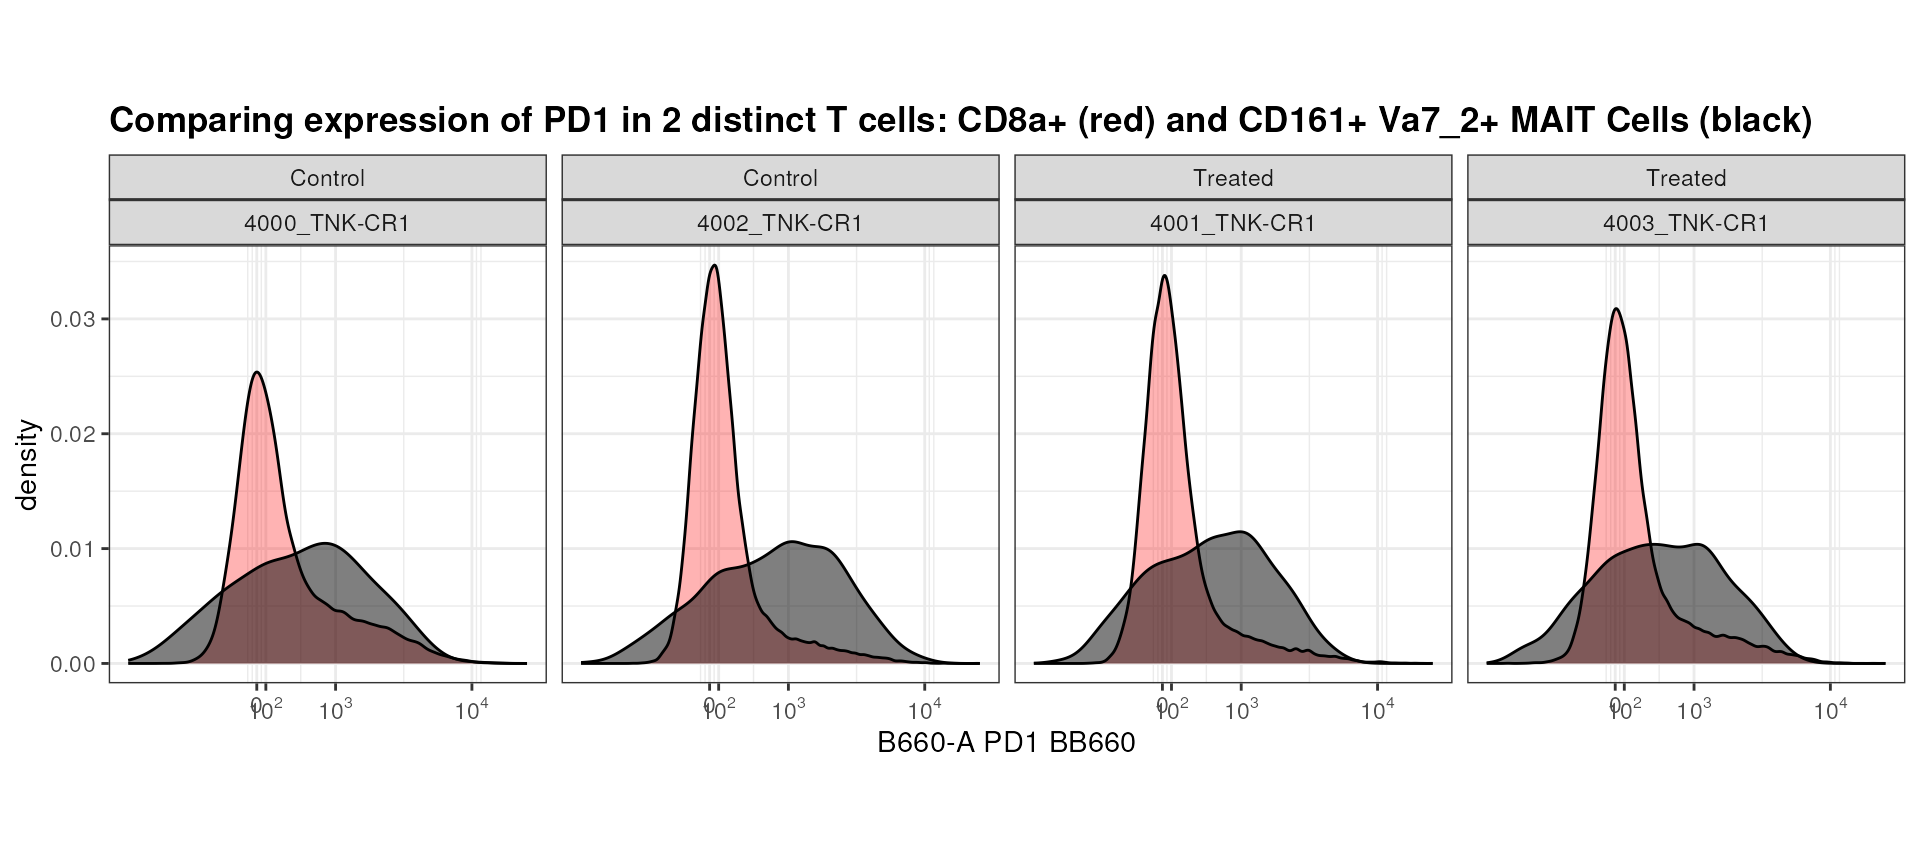 Comparing expression of PD1 in 2 distinct T cells: CD8a+ (red) and CD161+ Va7_2+ MAIT Cells (black)
Control Control Treated Treated
4000_TNK-CR1 4002_TNK-CR1 4001_TNK-CR1 4003_TNK-CR1
density
0.03
0.02
0.01
0.00
0 10² 10³ 10⁴ 0 10² 10³ 10⁴ 0 10² 10³ 10⁴ 0 10² 10³ 10⁴
B660-A PD1 BB660